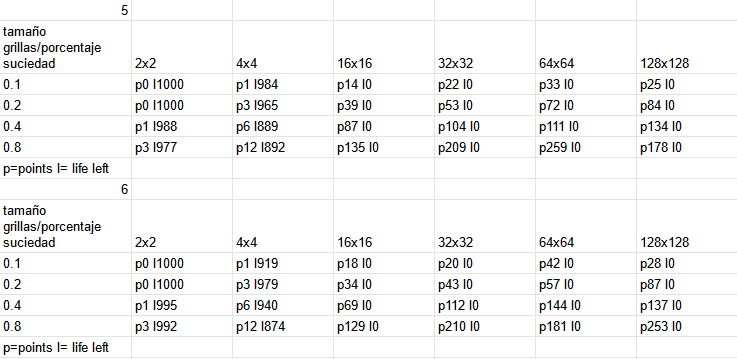 5
tamaño
grillas/porcentaje
suciedad 2x2 4x4 16x16 32x32 64x64 128x128
0.1 p0 l1000 p1 l984 p14 l0 p22 l0 p33 l0 p25 l0
0.2 p0 l1000 p3 l965 p39 l0 p53 l0 p72 l0 p84 l0
0.4 p1 l988 p6 l889 p87 l0 p104 l0 p111 l0 p134 l0
0.8 p3 l977 p12 l892 p135 l0 p209 l0 p259 l0 p178 l0
p=points l= life left
6
tamaño
grillas/porcentaje
suciedad 2x2 4x4 16x16 32x32 64x64 128x128
0.1 p0 l1000 p1 l919 p18 l0 p20 l0 p42 l0 p28 l0
0.2 p0 l1000 p3 l979 p34 l0 p43 l0 p57 l0 p87 l0
0.4 p1 l995 p6 l940 p69 l0 p112 l0 p144 l0 p137 l0
0.8 p3 l992 p12 l874 p129 l0 p210 l0 p181 l0 p253 l0
p=points l= life left